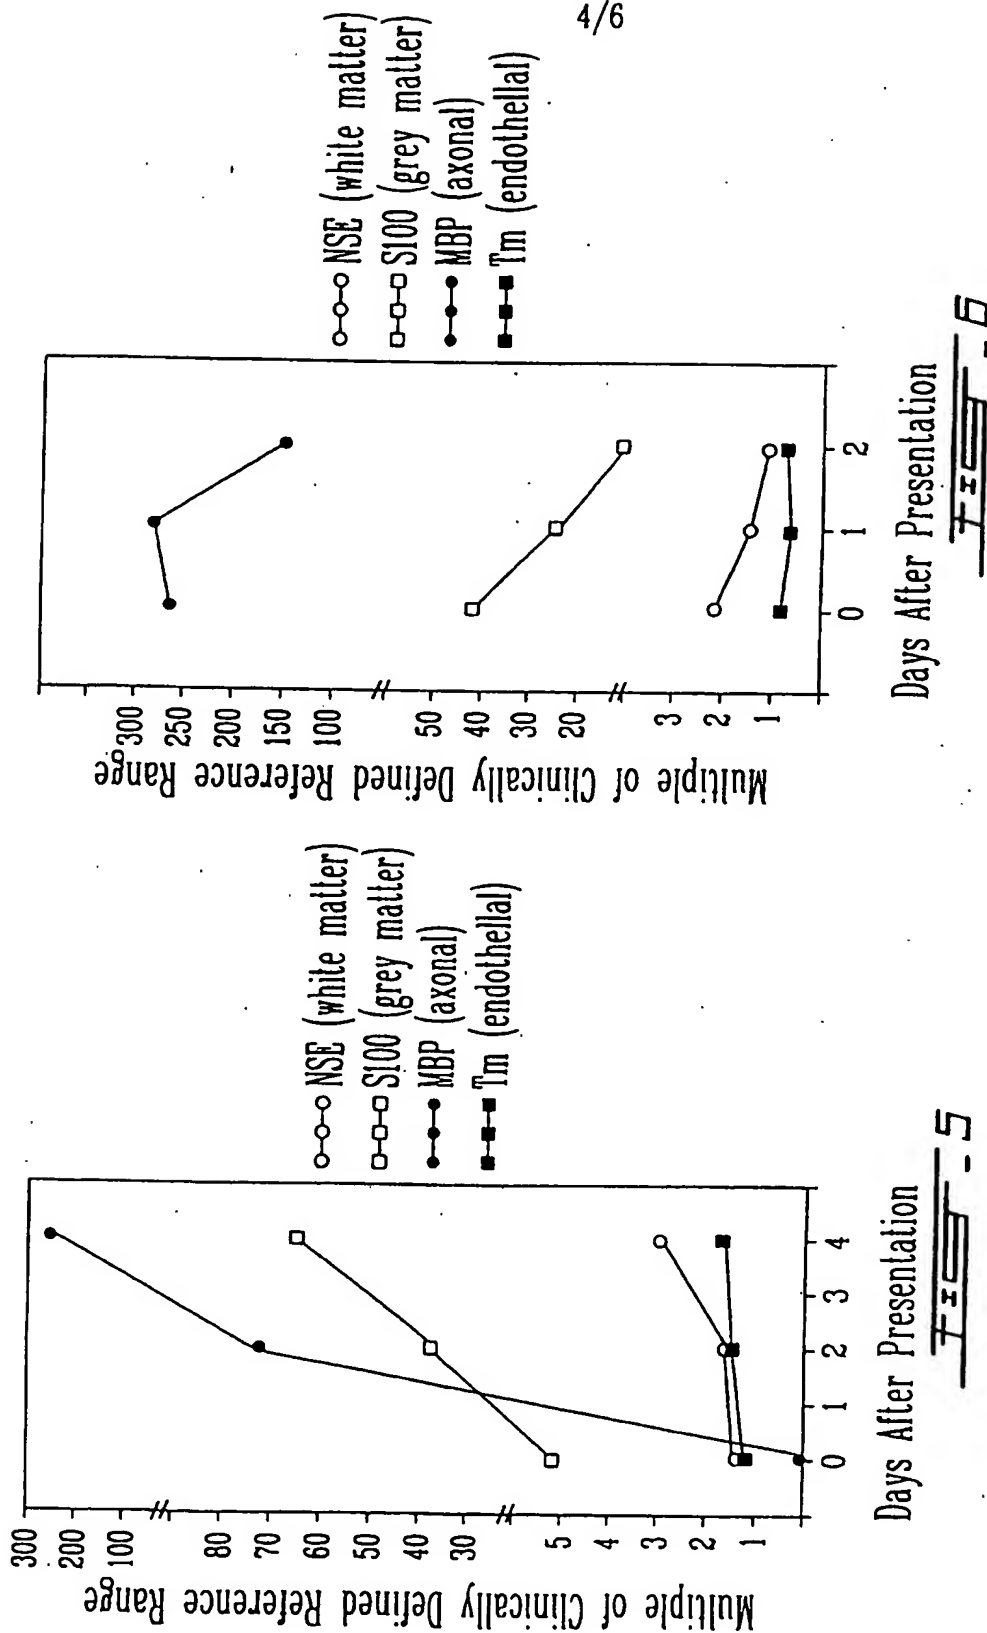 4/6
300
200
100
80
70
60
50
40
30
5
4
3
2
1
0 1 2 3 4
Multiple of Clinically Defined Reference Range
Days After Presentation
NSE (white matter)
S100 (grey matter)
MBP (axonal)
Tm (endothellal)
FIG - 5
300
250
200
150
100
50
40
30
20
3
2
1
0 1 2
Multiple of Clinically Defined Reference Range
Days After Presentation
NSE (white matter)
S100 (grey matter)
MBP (axonal)
Tm (endothellal)
FIG - 6